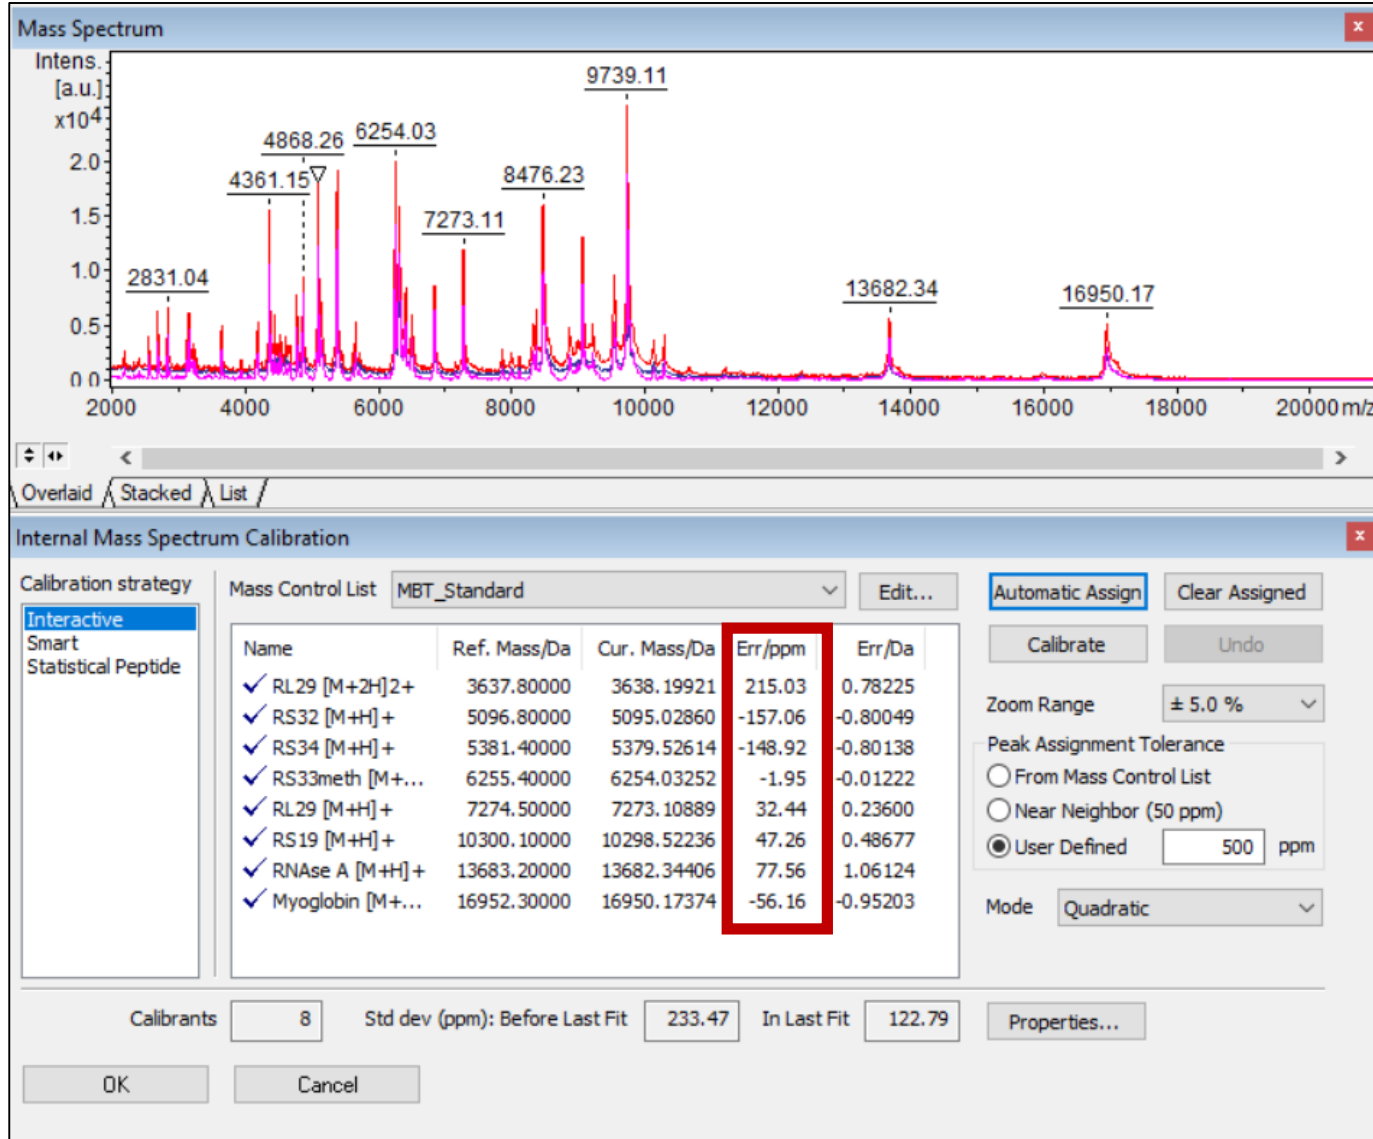 Mass Spectrum
Intens.
[a.u.]
x104
2.0
1.5
1.0
0.5
0.0
2831.04
4361.15
4868.26
6254.03
7273.11
8476.23
9739.11
13682.34
16950.17
2000 4000 6000 8000 10000 12000 14000 16000 18000 20000 m/z
Overlaid Stacked List
Internal Mass Spectrum Calibration
Calibration strategy
Interactive
Smart
Statistical Peptide
Mass Control List MBT_Standard Edit...
Name Ref. Mass/Da Cur. Mass/Da Err/ppm Err/Da
RL29 [M+2H]2+ 3637.80000 3638.19921 215.03 0.78225
RS32 [M+H]+ 5096.80000 5095.02860 -157.06 -0.80049
RS34 [M+H]+ 5381.40000 5379.52614 -148.92 -0.80138
RS33meth [M+... 6255.40000 6254.03252 -1.95 -0.01222
RL29 [M+H]+ 7274.50000 7273.10889 32.44 0.23600
RS19 [M+H]+ 10300.10000 10298.52236 47.26 0.48677
RNAse A [M+H]+ 13683.20000 13682.34406 77.56 1.06124
Myoglobin [M+... 16952.30000 16950.17374 -56.16 -0.95203
Automatic Assign Clear Assigned
Calibrate Undo
Zoom Range ± 5.0 %
Peak Assignment Tolerance
From Mass Control List
Near Neighbor (50 ppm)
User Defined 500 ppm
Mode Quadratic
Calibrants 8 Std dev (ppm): Before Last Fit 233.47 In Last Fit 122.79 Properties...
OK Cancel